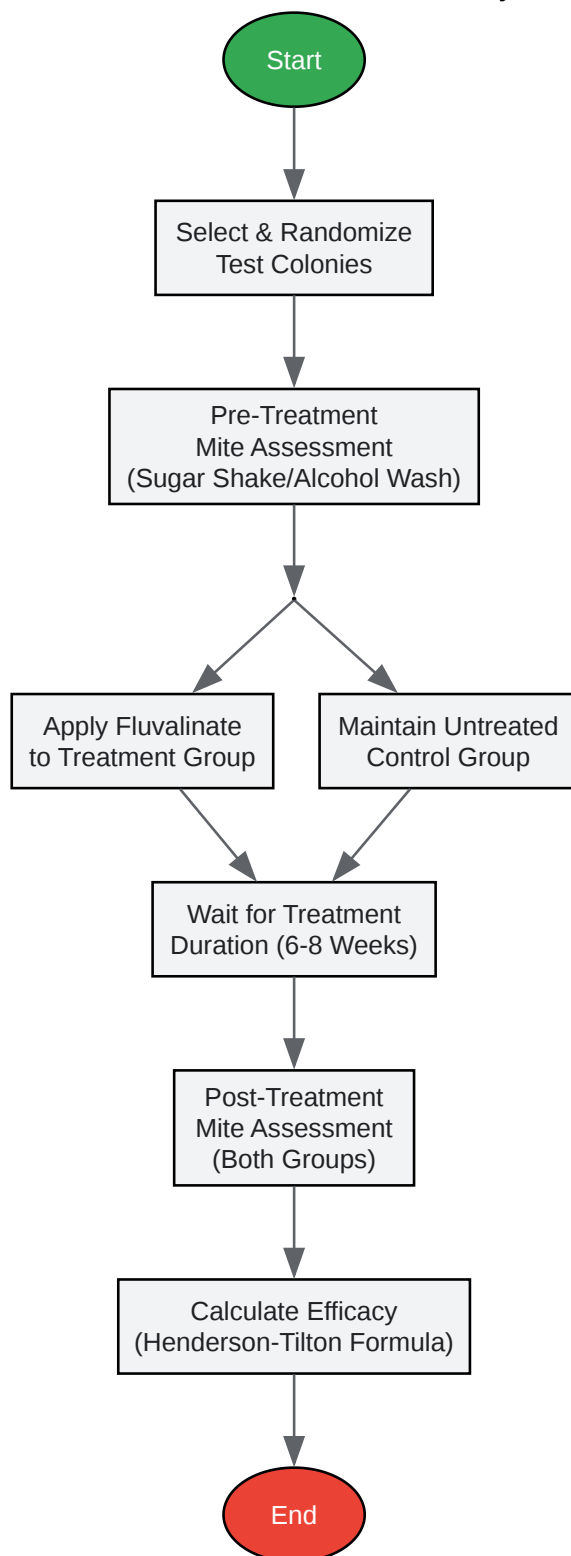 Start
Select & Randomize
Test Colonies
Pre-Treatment
Mite Assessment
(Sugar Shake/Alcohol Wash)
Apply Fluvalinate
to Treatment Group
Maintain Untreated
Control Group
Wait for Treatment
Duration (6-8 Weeks)
Post-Treatment
Mite Assessment
(Both Groups)
Calculate Efficacy
(Henderson-Tilton Formula)
End